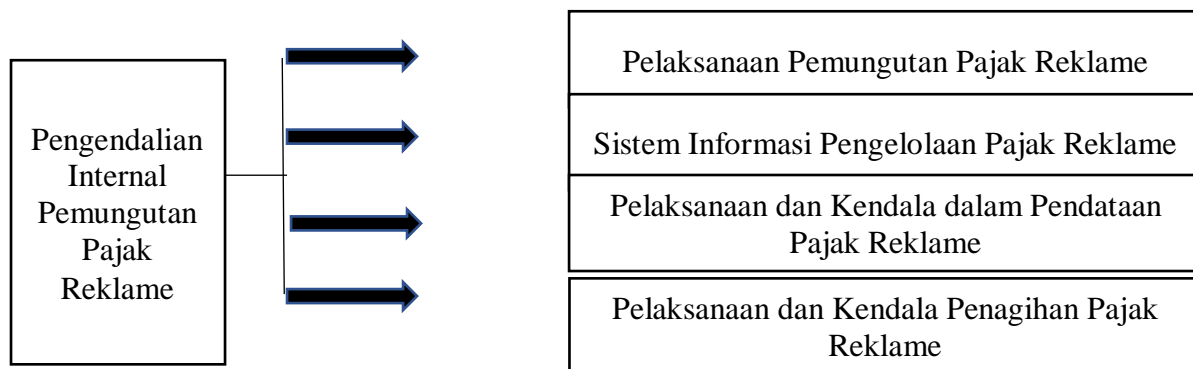 Pengendalian
Internal
Pemungutan
Pajak
Reklame
Pelaksanaan Pemungutan Pajak Reklame
Sistem Informasi Pengelolaan Pajak Reklame
Pelaksanaan dan Kendala dalam Pendataan
Pajak Reklame
Pelaksanaan dan Kendala Penagihan Pajak
Reklame